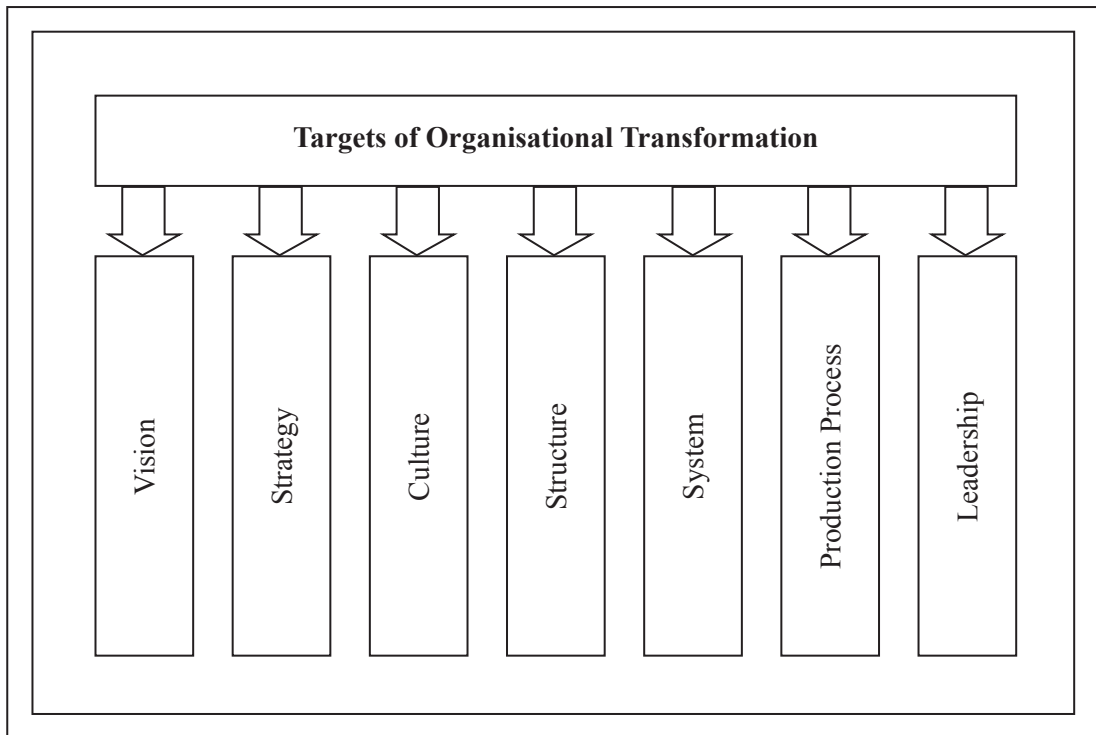 Targets of Organisational Transformation
Vision
Strategy
Culture
Structure
System
Production Process
Leadership